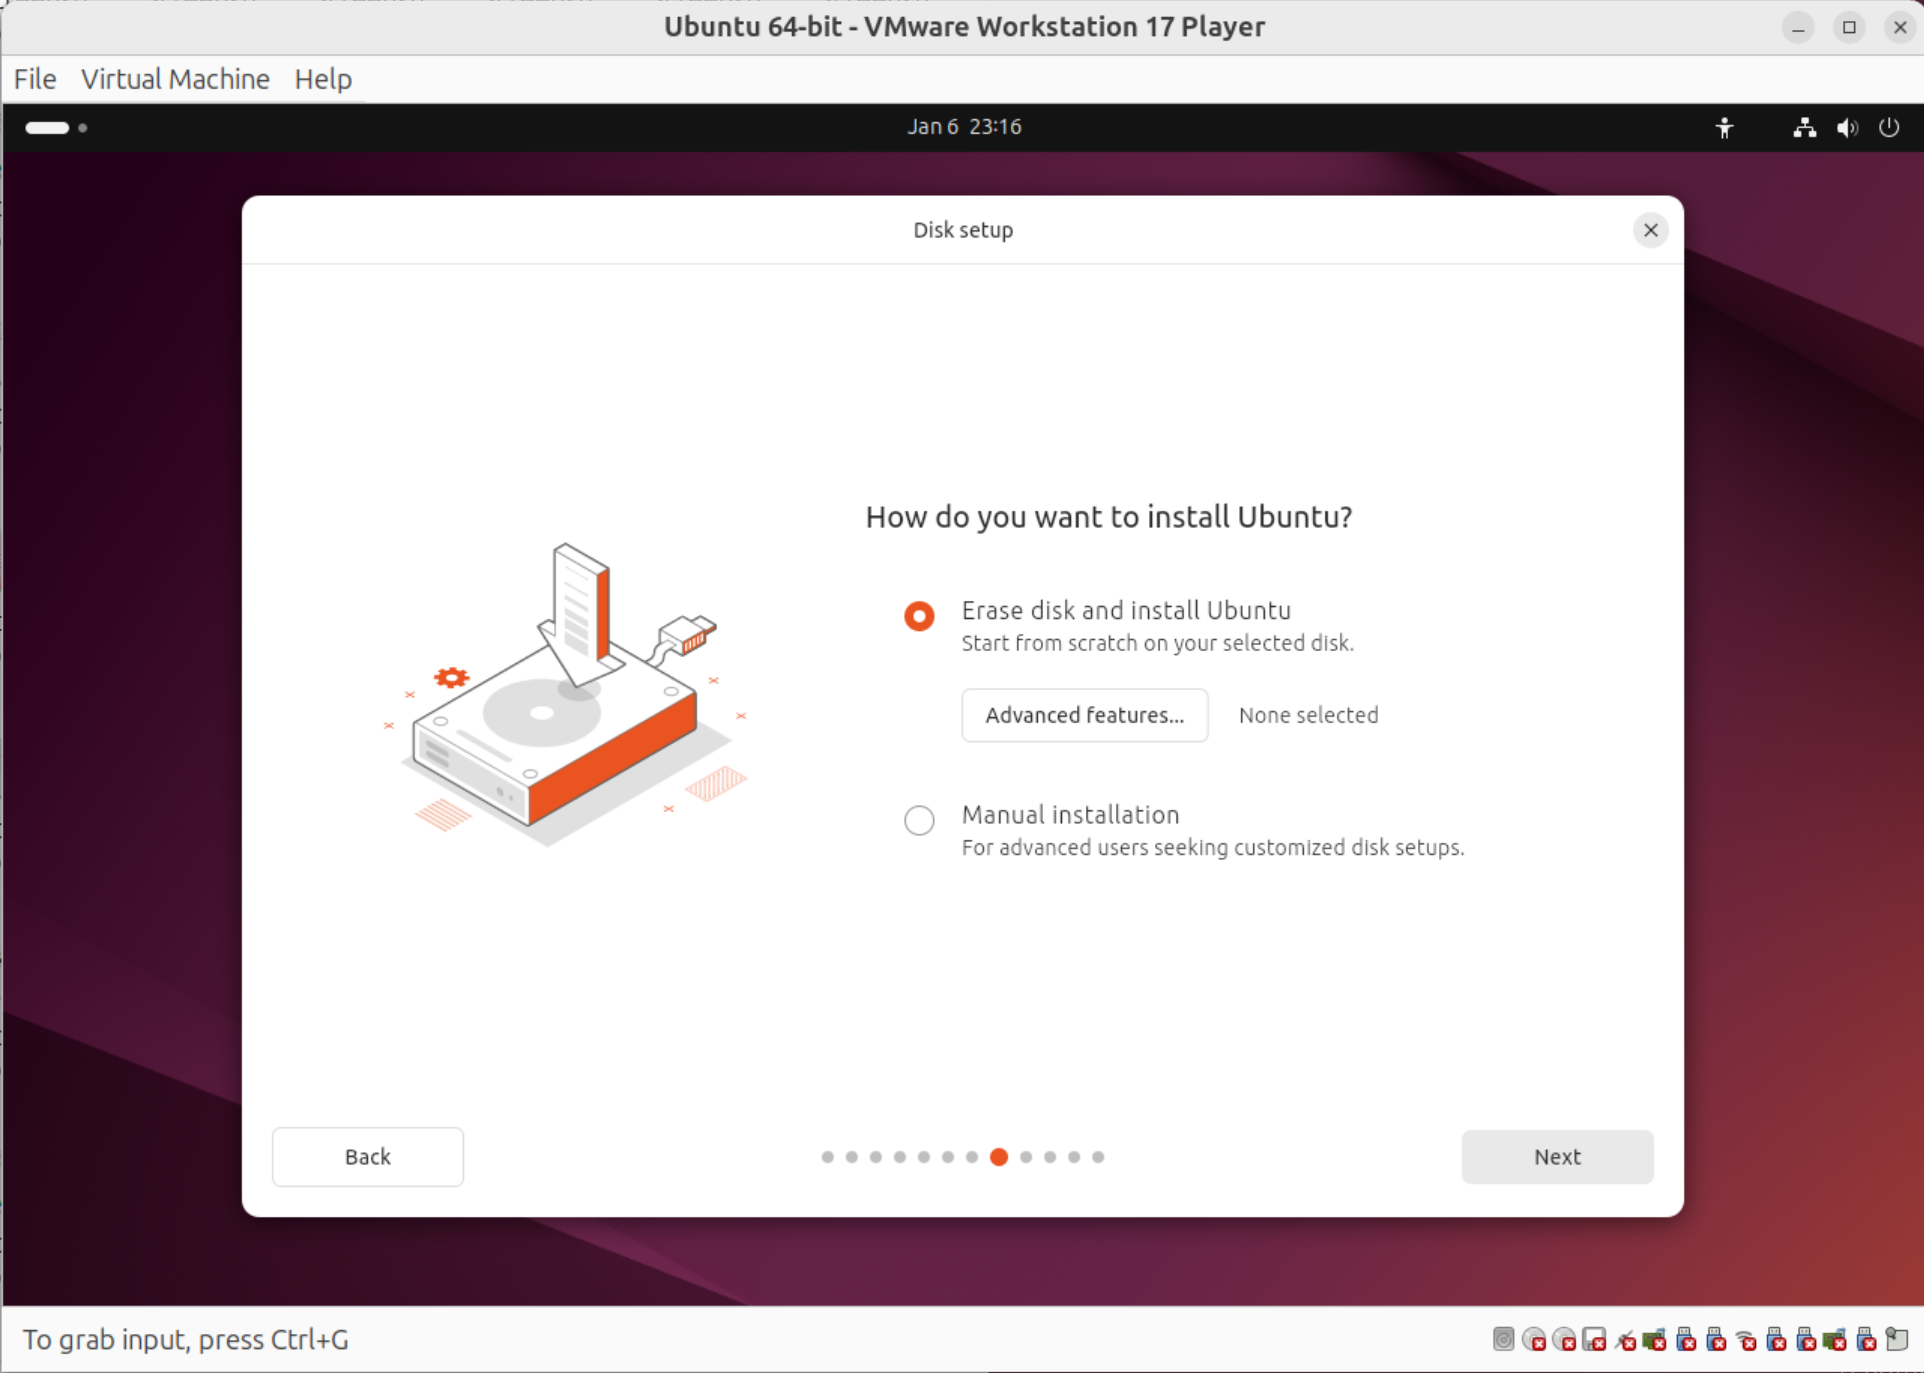 Ubuntu 64-bit - VMware Workstation 17 Player
File Virtual Machine Help
Jan 6 23:16
Disk setup
How do you want to install Ubuntu?
Erase disk and install Ubuntu
Start from scratch on your selected disk.
Advanced features... None selected
Manual installation
For advanced users seeking customized disk setups.
Back Next
To grab input, press Ctrl+G